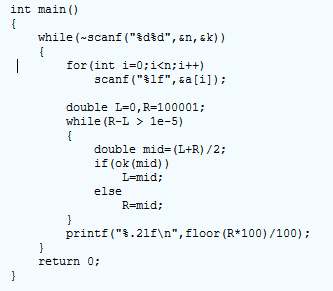 int main()
{
    while(~scanf("%d%d",&n,&k))
    {
        for(int i=0;i<n;i++)
            scanf("%lf",&a[i]);
        double L=0,R=100001;
        while(R-L > 1e-5)
        {
            double mid=(L+R)/2;
            if(ok(mid))
                L=mid;
            else
                R=mid;
        }
        printf("%.2lf\n",floor(R*100)/100);
    }
    return 0;
}